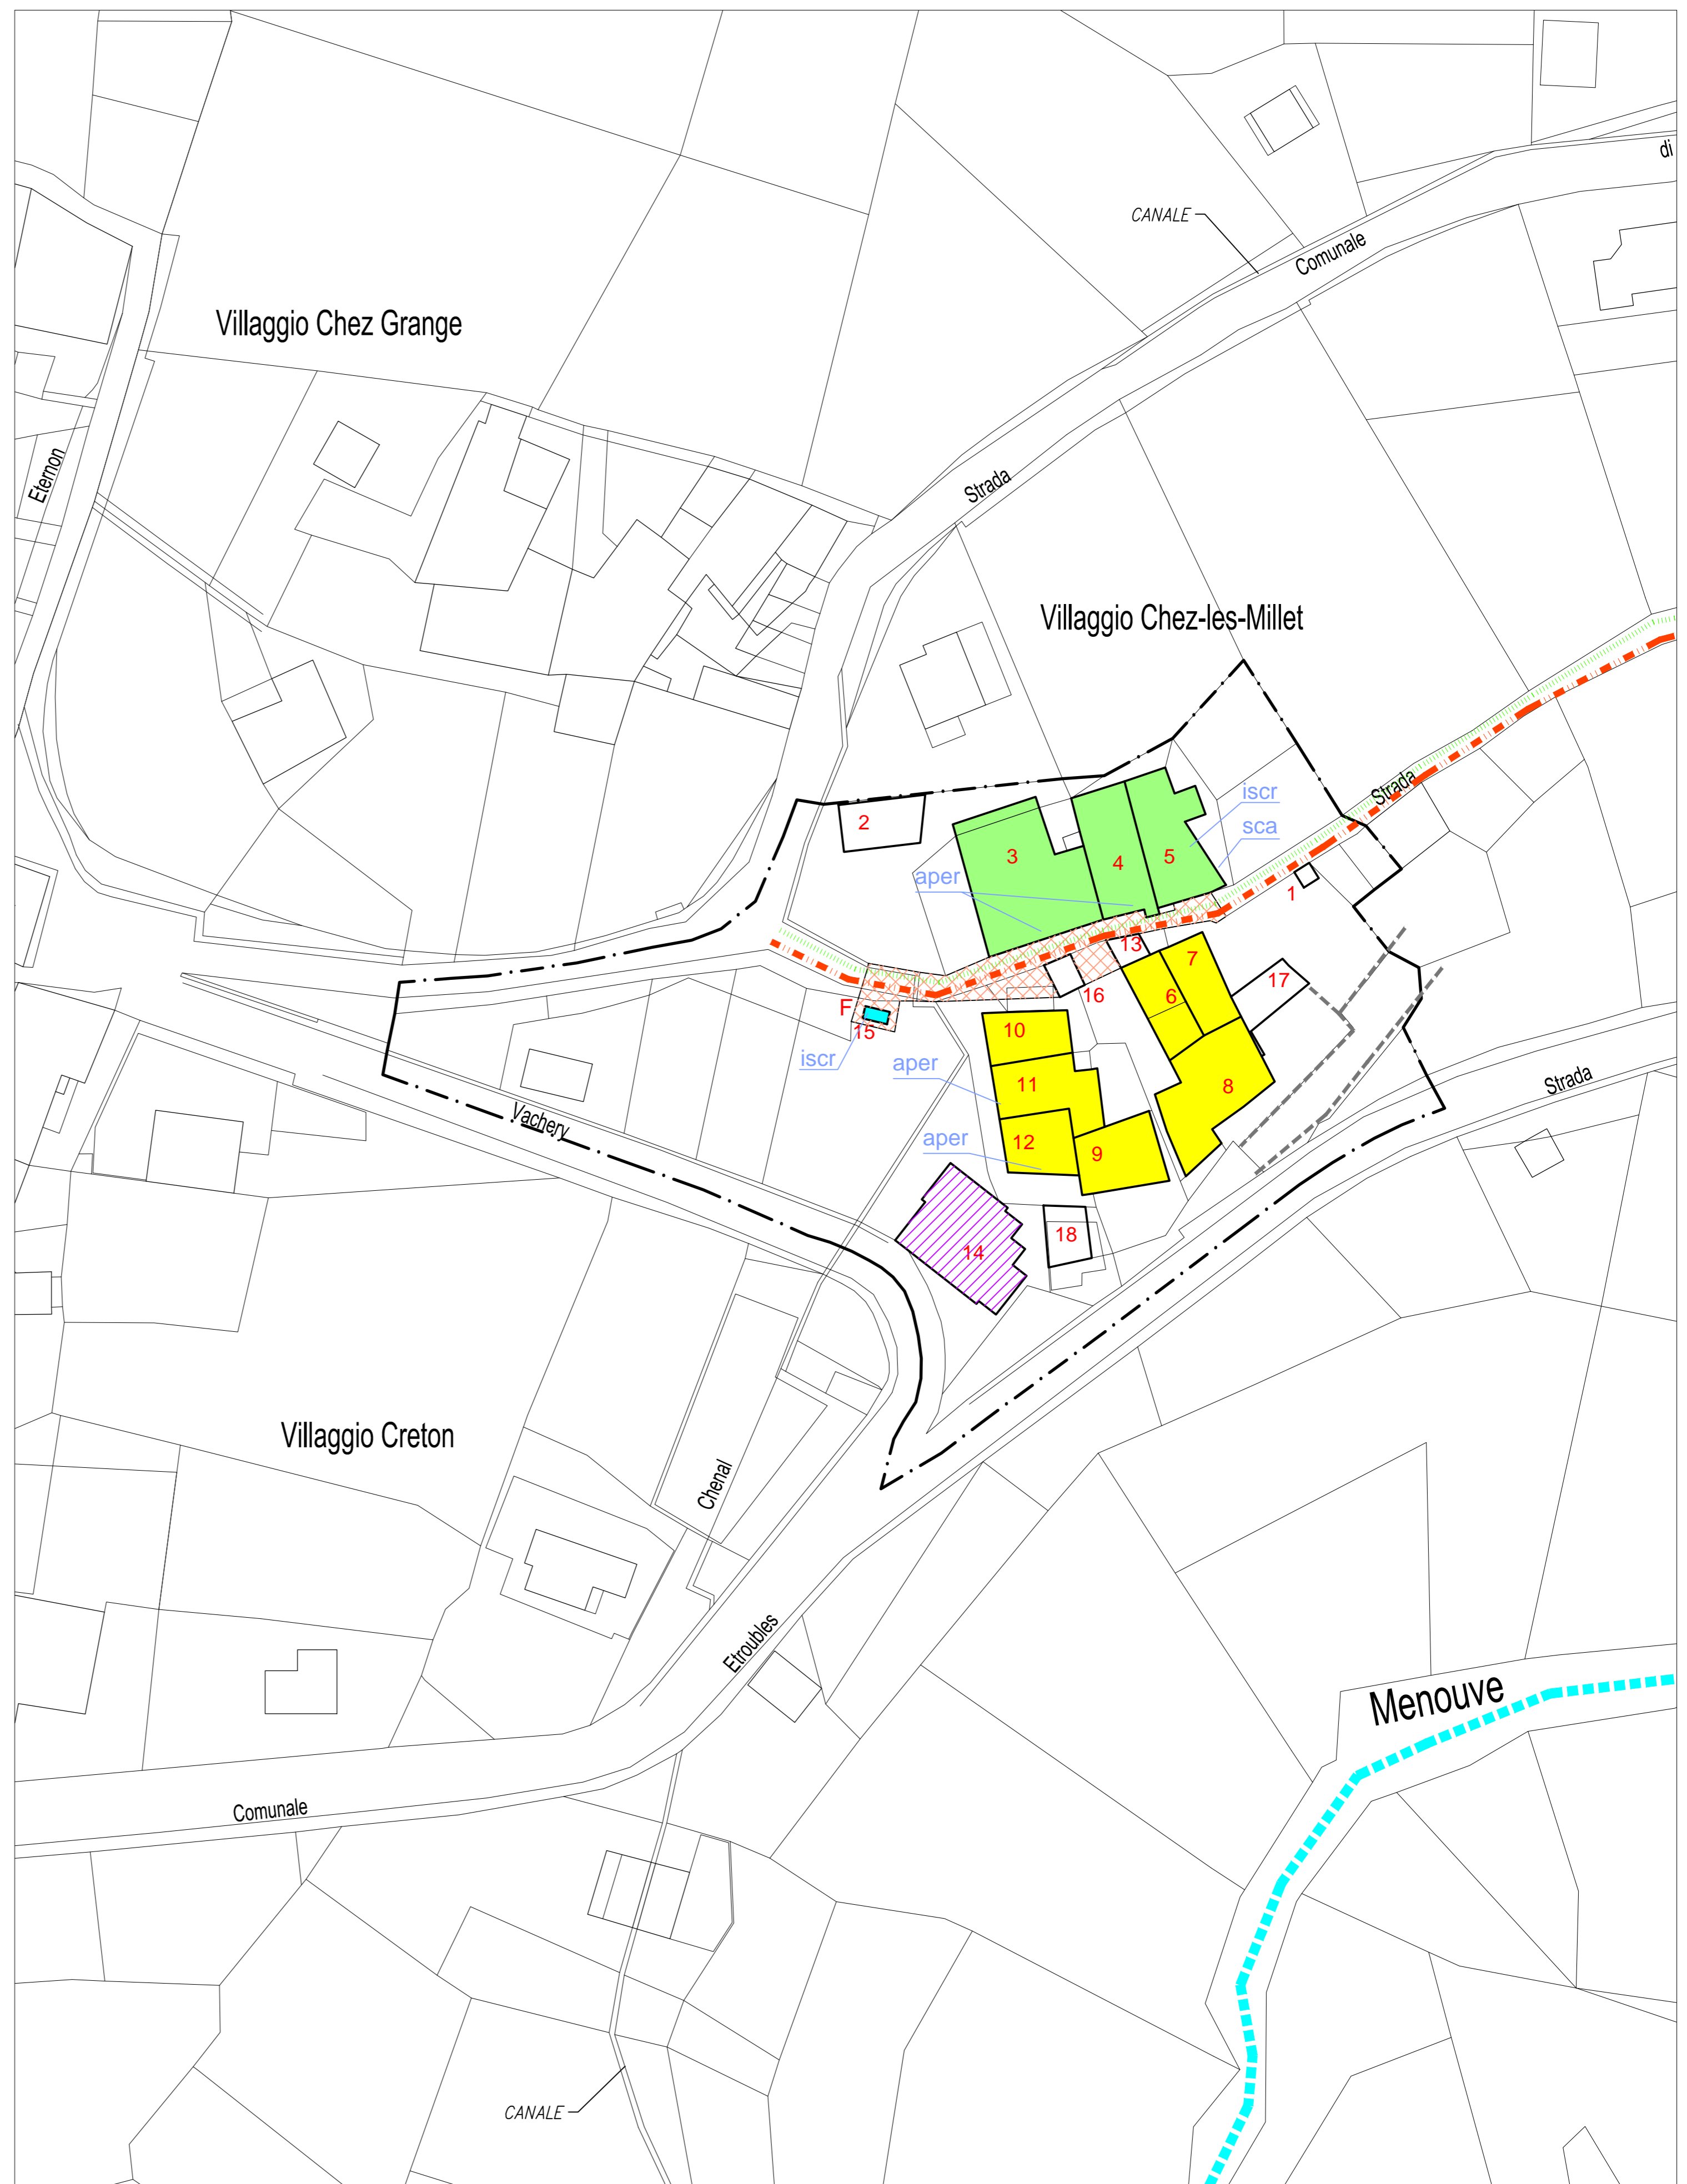 di
CANALE
Comunale
Villaggio Chez Grange
Eternon
Strada
Villaggio Chez-les-Millet
Strada
iscr
2
sca
3
4
5
aper
1
13
7
17
16
6
F
10
15
iscr
aper
11
8
Strada
Vachery
aper
12
9
18
14
Villaggio Creton
Chenal
Etroubles
Menouve
Comunale
CANALE